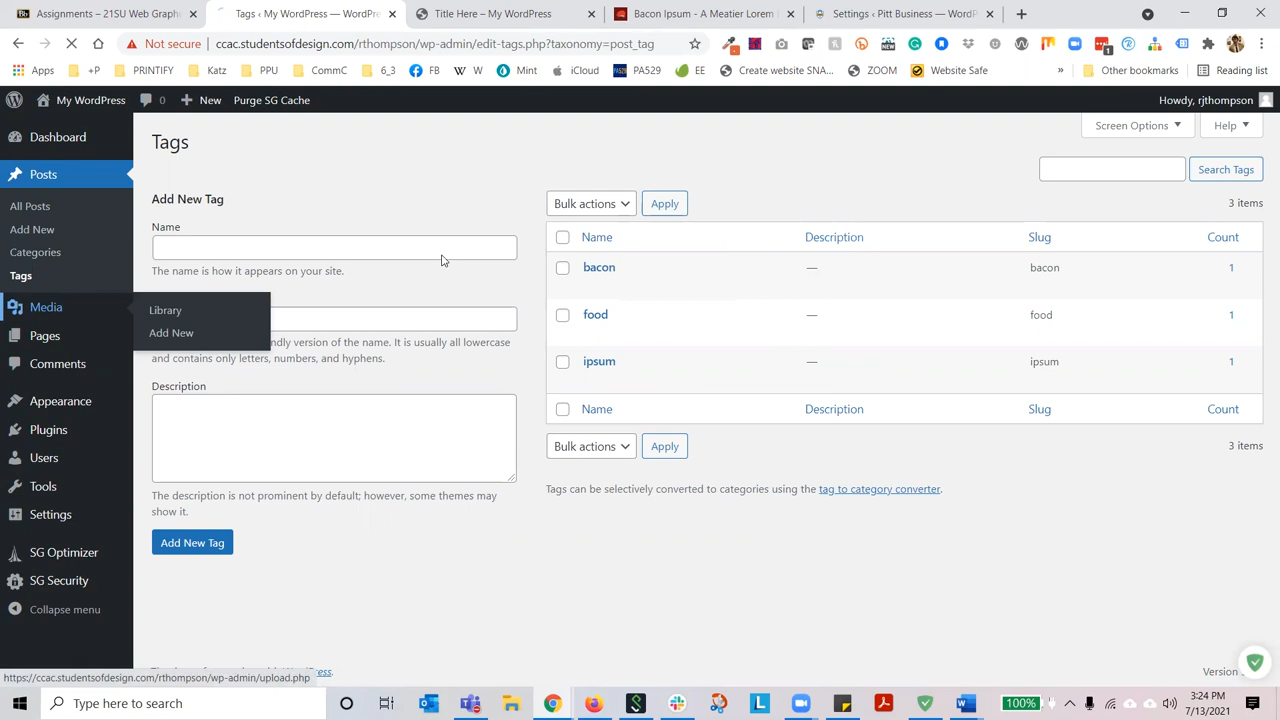 Assignments – 21SU Web Graph
Tags ‹ My WordPress — WordPre
Title Here – My WordPress
Bacon Ipsum - A Meatier Lorem I
Settings ‹ Pitt Business — WordP
Not secure
ccac.studentsofdesign.com/rthompson/wp-admin/edit-tags.php?taxonomy=post_tag
Apps
+P
PRINTIFY
Katz
PPU
CommC
6_3
FB
W
Mint
iCloud
PA529
EE
Create website SNA...
ZOOM
Website Safe
»
Other bookmarks
Reading list
My WordPress
0
New
Purge SG Cache
Howdy, rjthompson
Dashboard
Posts
All Posts
Add New
Categories
Tags
Media
Library
Add New
Pages
Comments
Appearance
Plugins
Users
Tools
Settings
SG Optimizer
SG Security
Collapse menu
Tags
Screen Options
Help
Search Tags
Add New Tag
Name
The name is how it appears on your site.
ndly version of the name. It is usually all lowercase
and contains only letters, numbers, and hyphens.
Description
The description is not prominent by default; however, some themes may
show it.
Add New Tag
Bulk actions
Apply
3 items
Name Description Slug Count
bacon — bacon 1
food — food 1
ipsum — ipsum 1
Name Description Slug Count
Bulk actions
Apply
3 items
Tags can be selectively converted to categories using the tag to category converter.
Version
https://ccac.studentsofdesign.com/rthompson/wp-admin/upload.php
Type here to search
100%
3:24 PM
7/13/2021